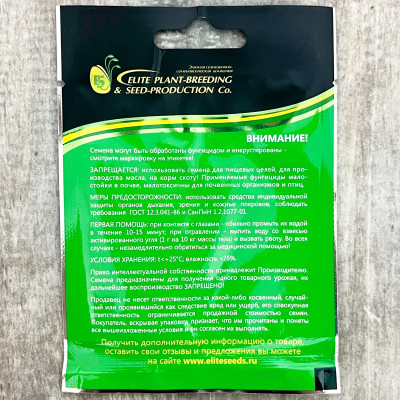 Элитная селекционно-
семеноводческая компания
ELITE PLANT-BREEDING
& SEED-PRODUCTION Co.
ВНИМАНИЕ!
Семена могут быть обработаны фунгицидом и инкрустированы -
смотрите маркировку на этикетке!
ЗАПРЕЩАЕТСЯ: использовать семена для пищевых целей, для про-
изводства масла, на корм скоту! Применяемые фунгициды мало-
стойки в почве, малотоксичны для почвенных организмов и птиц.
МЕРЫ ПРЕДОСТОРОЖНОСТИ: использовать средства индивидуальной
защиты органов дыхания, зрения и кожных покровов, соблюдать
требования ГОСТ 12.3.041-86 и СанПиН 1.2.1077-01
ПЕРВАЯ ПОМОЩЬ: при контакте с глазами - обильно промыть их водой
в течение 10-15 минут; при отравлении - выпить воду со взвесью
активированного угля (1 г на 10 кг массы тела) и вызвать рвоту. Во всех
случаях - незамедлительно обратиться за медицинской помощью!
УСЛОВИЯ ХРАНЕНИЯ: t<+25°С; влажность <75%.
Право интеллектуальной собственности принадлежит Производителю.
Семена предназначены для получения одного товарного урожая, их
дальнейшее воспроизводство ЗАПРЕЩЕНО!
Продавец не несет ответственности за какой-либо косвенный, случай-
ный или проявившийся как следствие вред или ущерб, его совокупная
ответственность ограничивается продажной стоимостью семян.
Покупатель, вскрывая упаковку, признает, что им прочитаны и поняты
все вышеизложенные условия и он согласен их выполнять.
Получить дополнительную информацию о товаре,
оставить свои отзывы и предложения вы можете
на сайте www.eliteseeds.ru